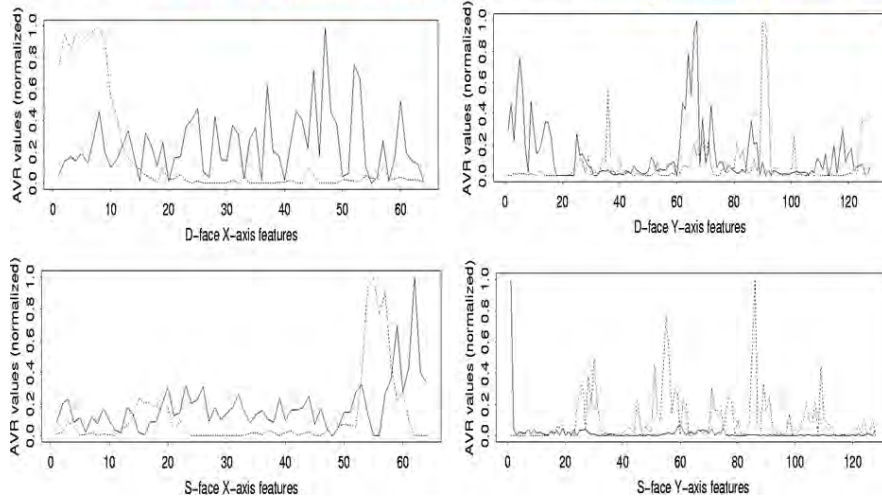 AVR values (normalized)
0.0 0.2 0.4 0.6 0.8 1.0
0 10 20 30 40 50 60
D-face X-axis features
AVR values (normalized)
0.0 0.2 0.4 0.6 0.8 1.0
0 20 40 60 80 100 120
D-face Y-axis features
AVR values (normalized)
0.0 0.2 0.4 0.6 0.8 1.0
0 10 20 30 40 50 60
S-face X-axis features
AVR values (normalized)
0.0 0.2 0.4 0.6 0.8 1.0
0 20 40 60 80 100 120
S-face Y-axis features